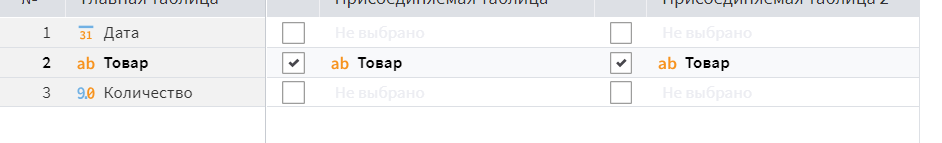 № Главная таблица Присоединяемая таблица Присоединяемая таблица 2
1 31 Дата Не выбрано Не выбрано
2 ab Товар ab Товар ab Товар
3 9.0 Количество Не выбрано Не выбрано